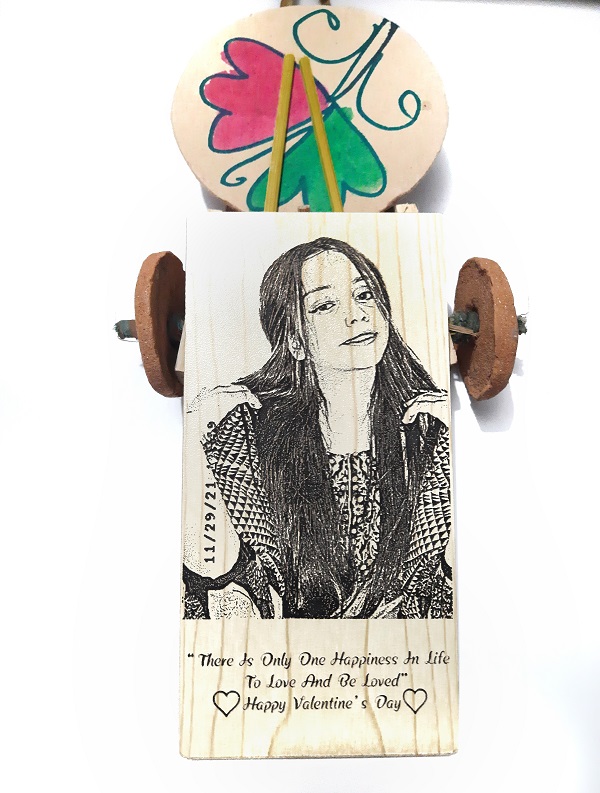 11/29/21
“There Is Only One Happiness In Life
To Love And Be Loved”
Happy Valentine's Day